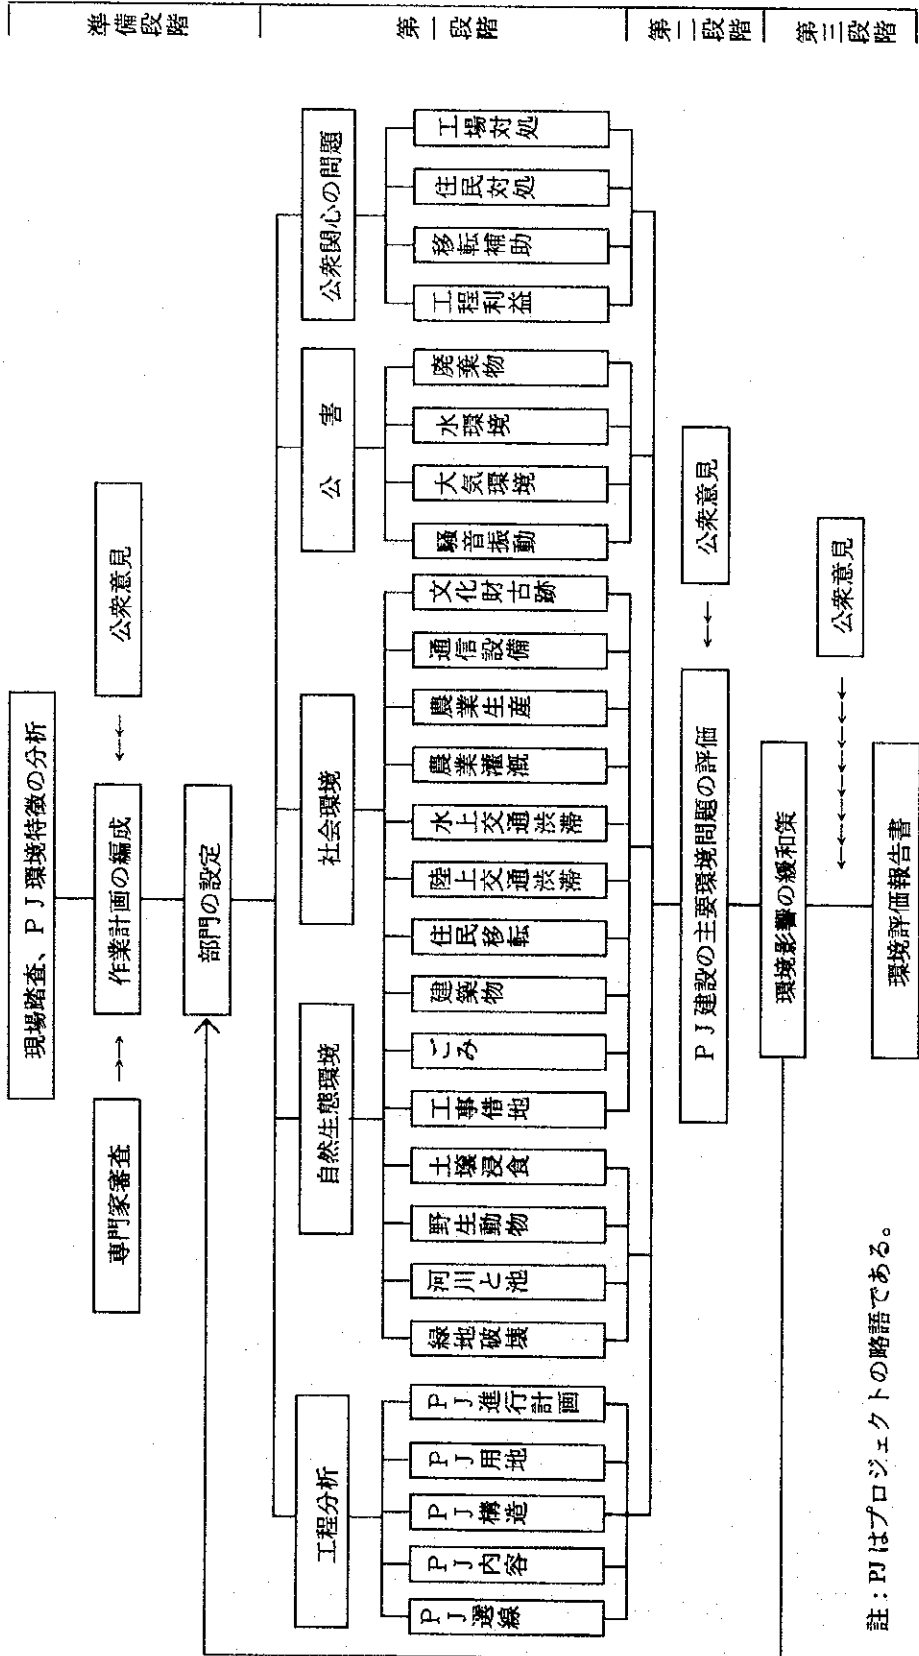 現場踏査、PJ環境特徴の分析
準備段階
専門家審査
作業計画の編成
公衆意見
部門の設定
工程分析
自然生態環境
社会環境
公害
公衆関心の問題
第一段階
PJ選線
PJ内容
PJ構造
PJ用地
PJ進行計画
緑地破壊
河川と池
野生動物
土壌浸食
工事借地
ごみ
建築物
住民移転
陸上交通渋滞
水上交通渋滞
農業灌漑
農業生産
通信設備
文化財古跡
騒音振動
大気環境
水環境
廃棄物
工程利益
移転補助
住民対処
工場対処
PJ建設の主要環境問題の評価
公衆意見
第二段階
環境影響の緩和策
公衆意見
第三段階
環境評価報告書
註：PJはプロジェクトの略語である。